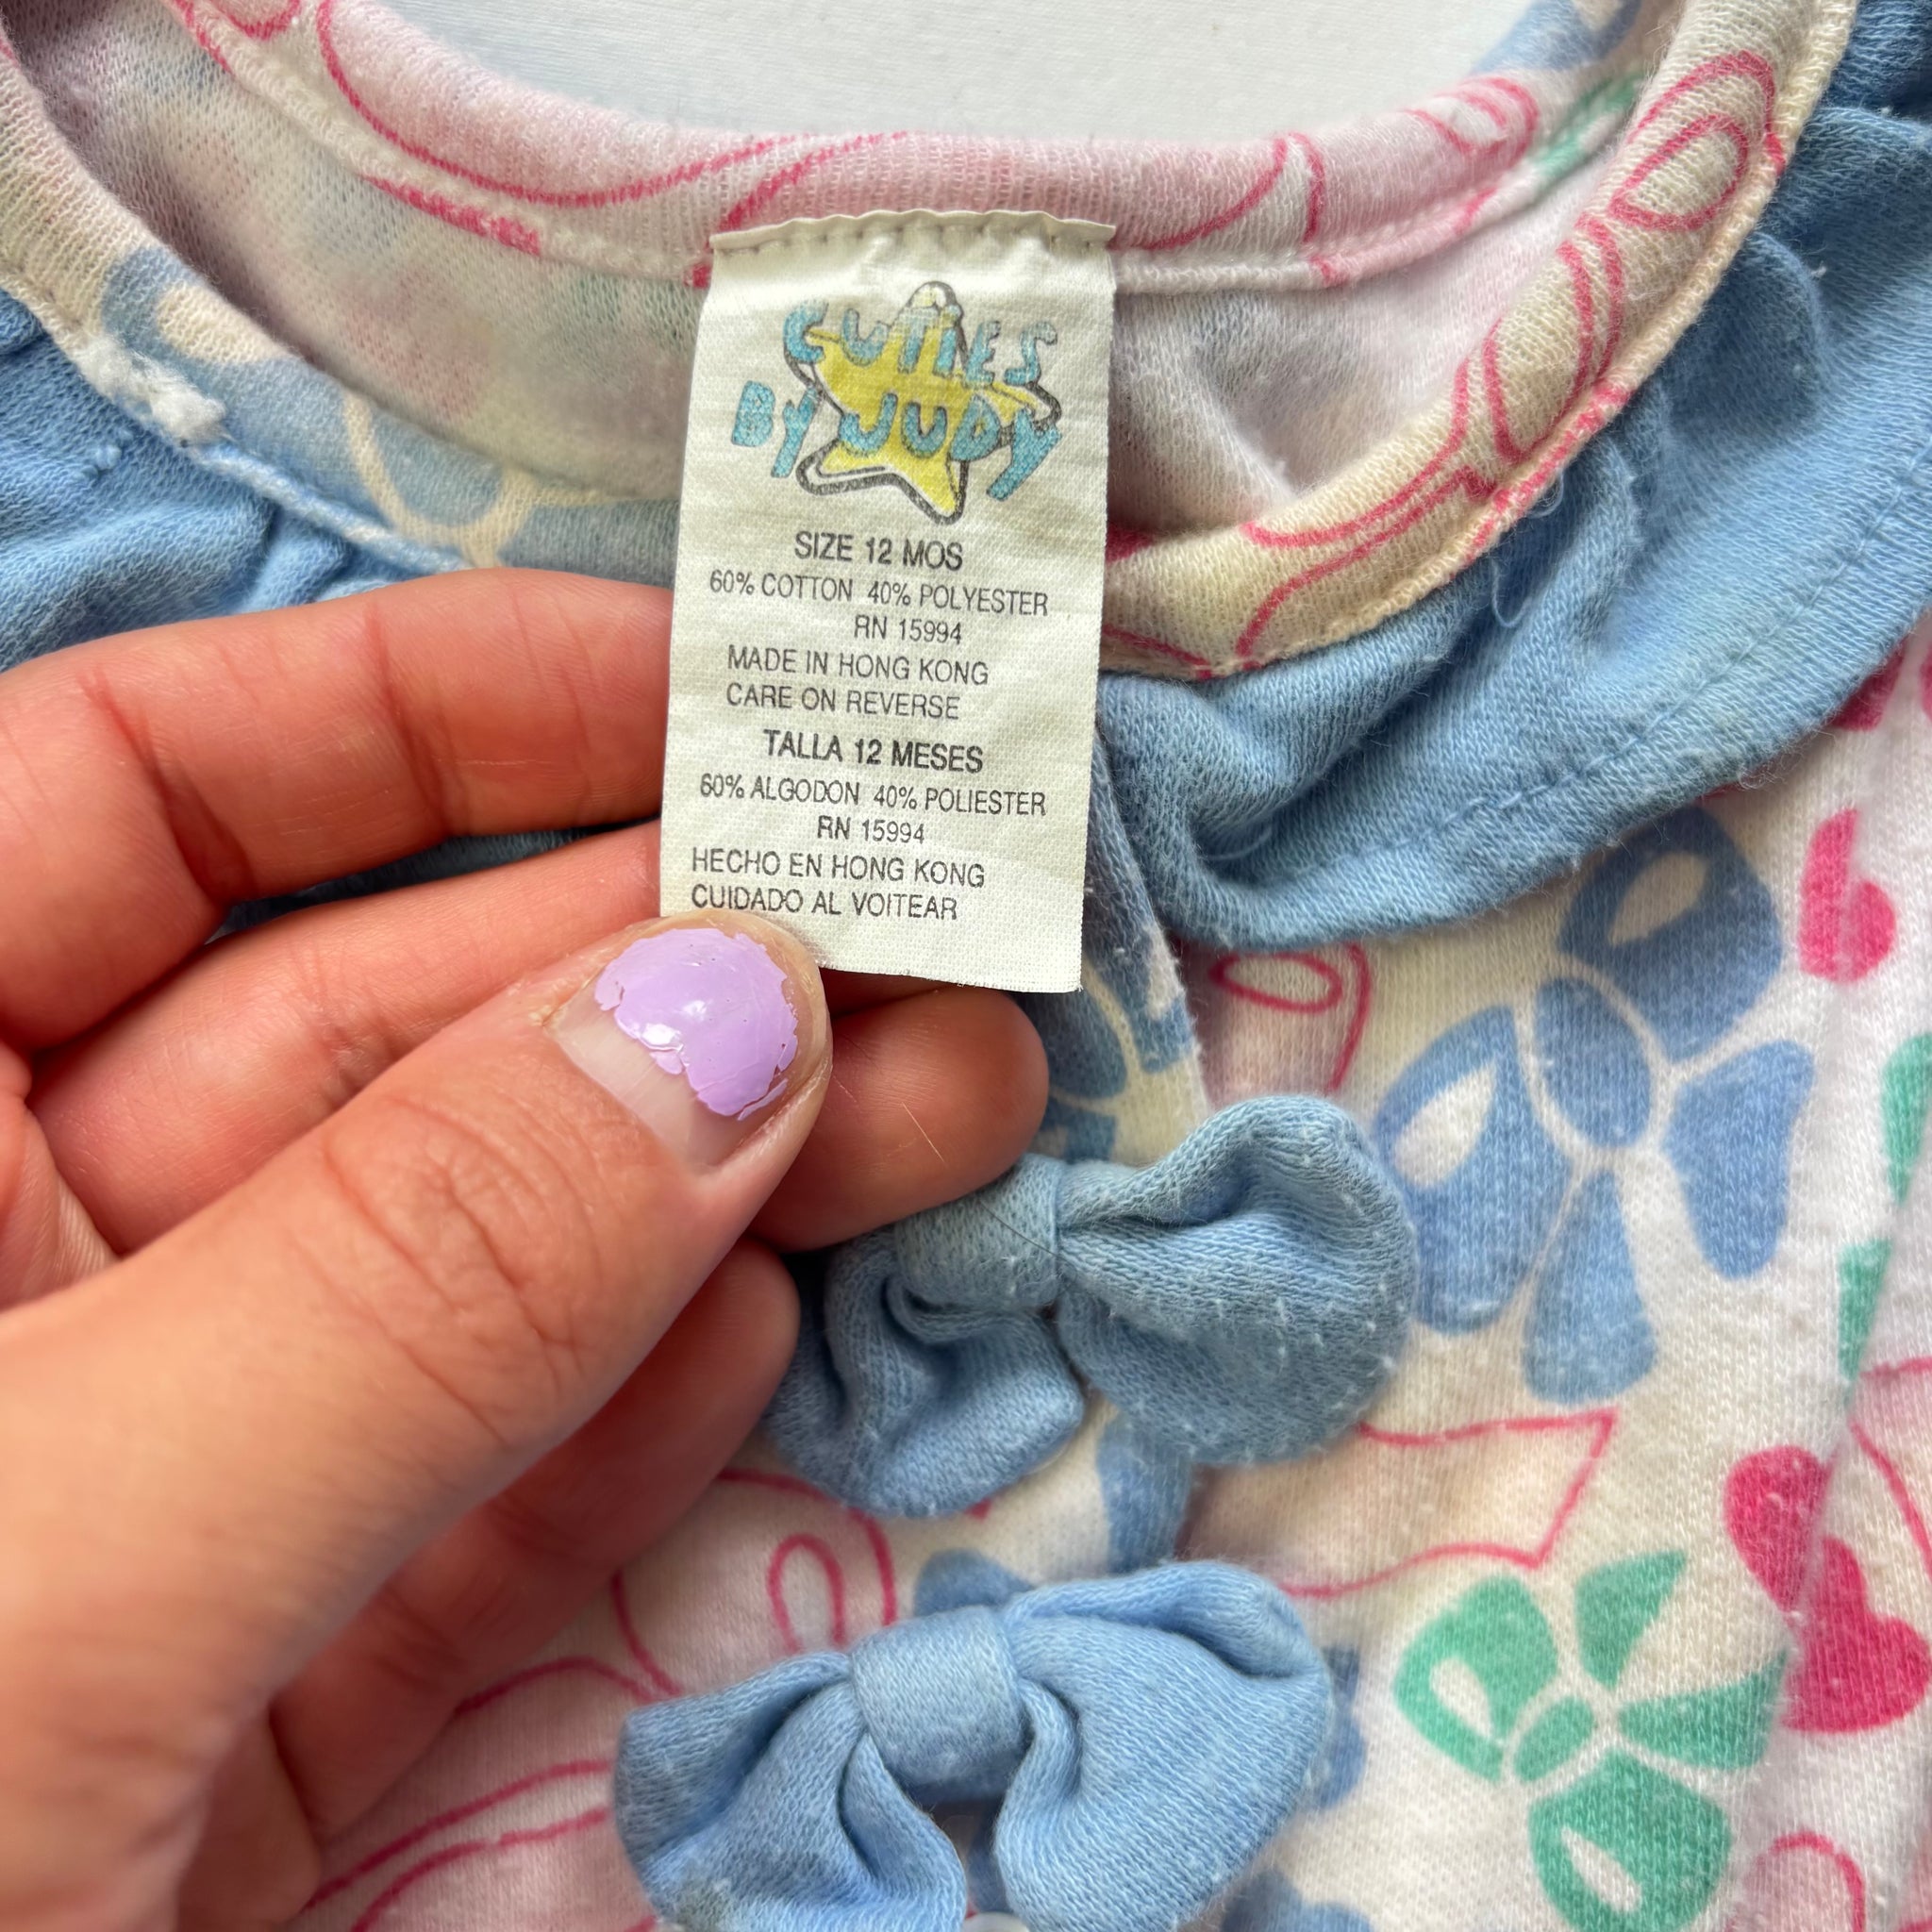 CUTIES
BY JUDY
SIZE 12 MOS
60% COTTON 40% POLYESTER
RN 15994
MADE IN HONG KONG
CARE ON REVERSE
TALLA 12 MESES
60% ALGODON 40% POLIESTER
RN 15994
HECHO EN HONG KONG
CUIDADO AL VOITEAR